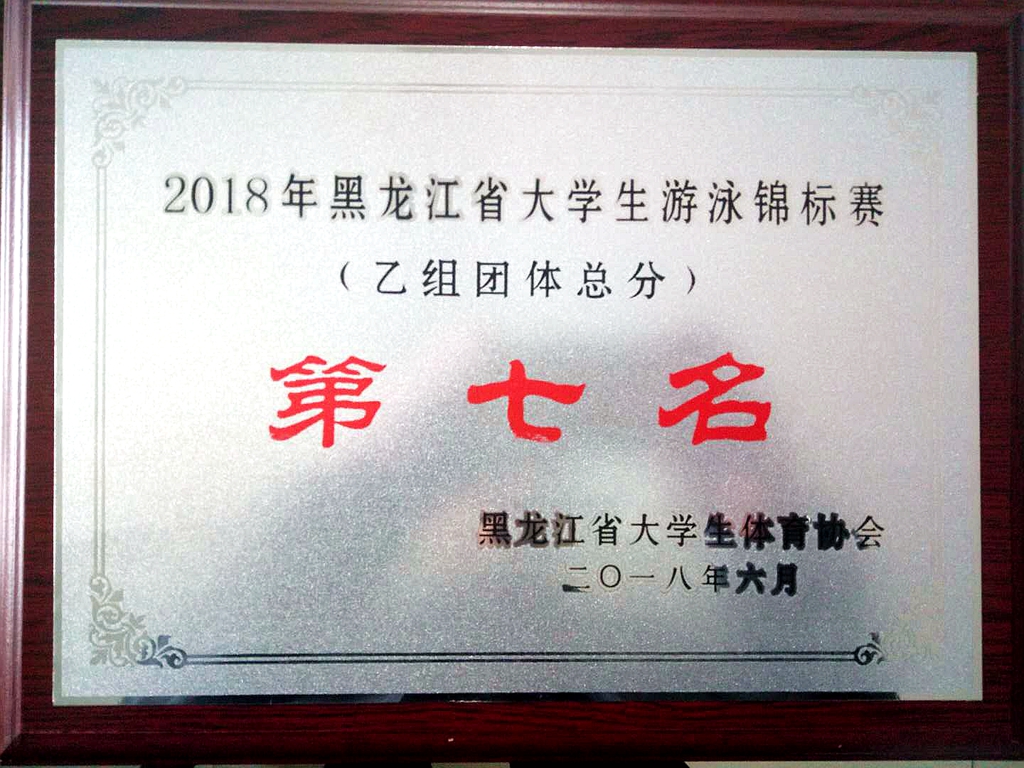 2018年黑龙江省大学生游泳锦标赛
（乙组团体总分）
第七名
黑龙江省大学生体育协会
二〇一八年六月